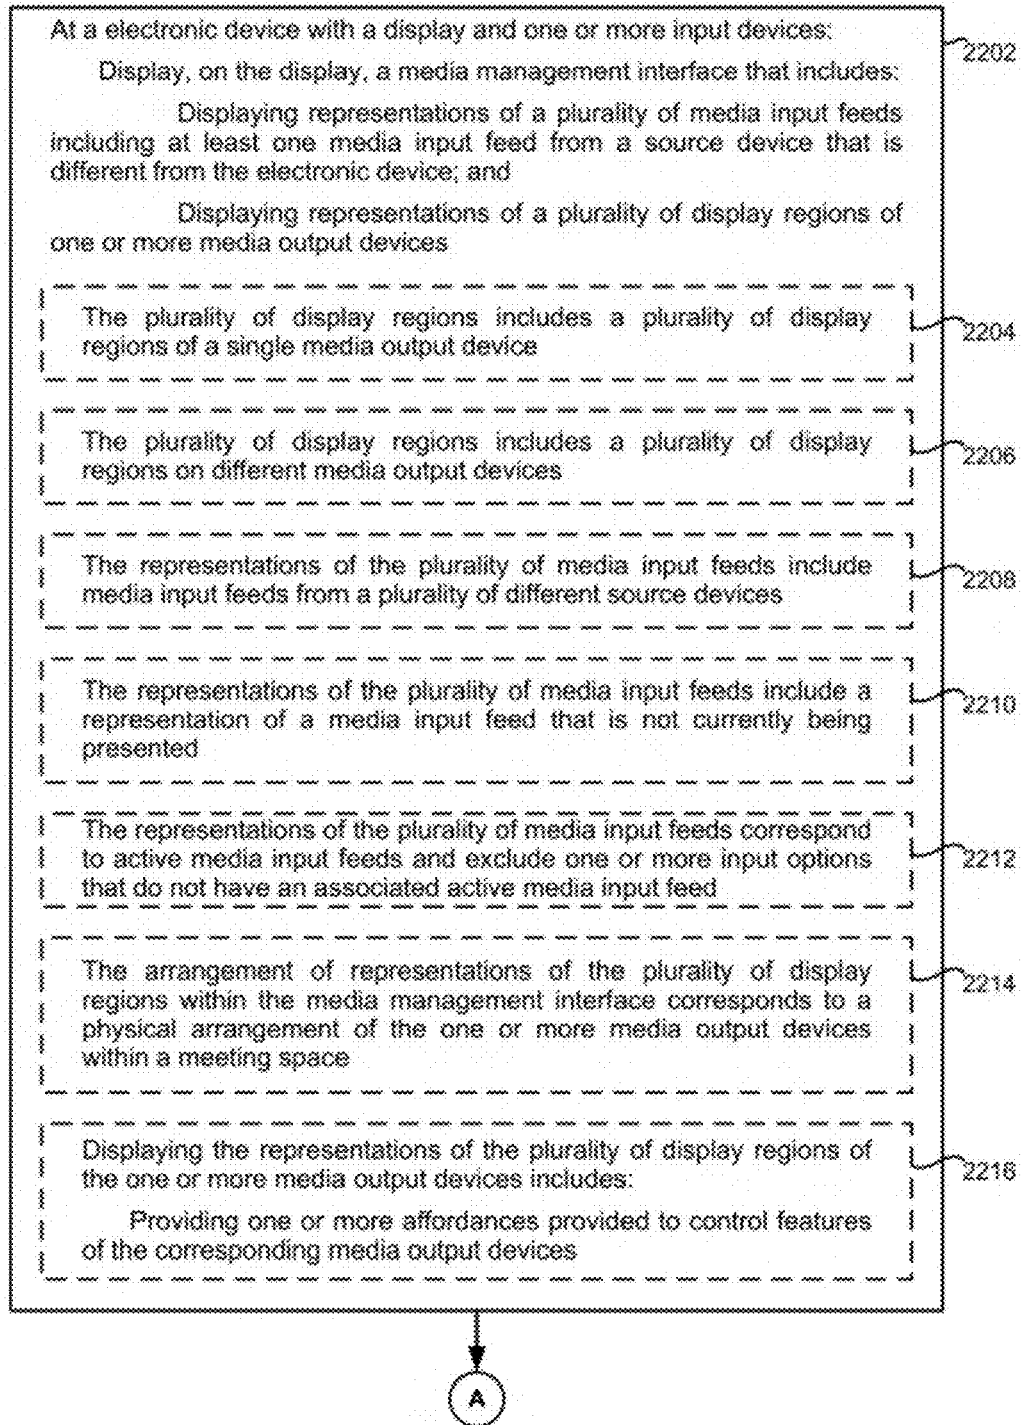 At a electronic device with a display and one or more input devices:
2202
Display, on the display, a media management interface that includes:
Displaying representations of a plurality of media input feeds
including at least one media input feed from a source device that is
different from the electronic device; and
Displaying representations of a plurality of display regions of
one or more media output devices
The plurality of display regions includes a plurality of display
regions of a single media output device
2204
The plurality of display regions includes a plurality of display
regions on different media output devices
2206
The representations of the plurality of media input feeds include
media input feeds from a plurality of different source devices
2208
The representations of the plurality of media input feeds include a
representation of a media input feed that is not currently being
presented
2210
The representations of the plurality of media input feeds correspond
to active media input feeds and exclude one or more input options
that do not have an associated active media input feed
2212
The arrangement of representations of the plurality of display
regions within the media management interface corresponds to a
physical arrangement of the one or more media output devices
within a meeting space
2214
Displaying the representations of the plurality of display regions of
the one or more media output devices includes:
2216
Providing one or more affordances provided to control features
of the corresponding media output devices
A